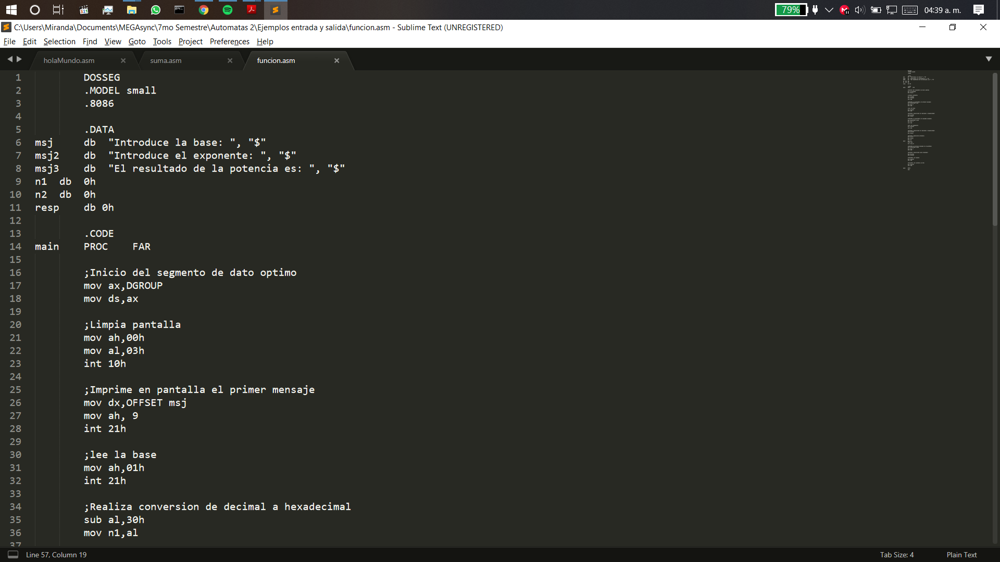 79%
04:39 a. m.
C:\Users\Miranda\Documents\MEGAsync\7mo Semestre\Automatas 2\Ejemplos entrada y salida\funcion.asm - Sublime Text (UNREGISTERED)
File Edit Selection Find View Goto Tools Project Preferences Help
holaMundo.asm suma.asm funcion.asm
1 DOSSEG
2 .MODEL small
3 .8086
4
5 .DATA
6 msj db "Introduce la base: ", "$"
7 msj2 db "Introduce el exponente: ", "$"
8 msj3 db "El resultado de la potencia es: ", "$"
9 n1 db 0h
10 n2 db 0h
11 resp db 0h
12
13 .CODE
14 main PROC FAR
15
16 ;Inicio del segmento de dato optimo
17 mov ax,DGROUP
18 mov ds,ax
19
20 ;Limpia pantalla
21 mov ah,00h
22 mov al,03h
23 int 10h
24
25 ;Imprime en pantalla el primer mensaje
26 mov dx,OFFSET msj
27 mov ah, 9
28 int 21h
29
30 ;lee la base
31 mov ah,01h
32 int 21h
33
34 ;Realiza conversion de decimal a hexadecimal
35 sub al,30h
36 mov n1,al
37
Line 57, Column 19 Tab Size: 4 Plain Text